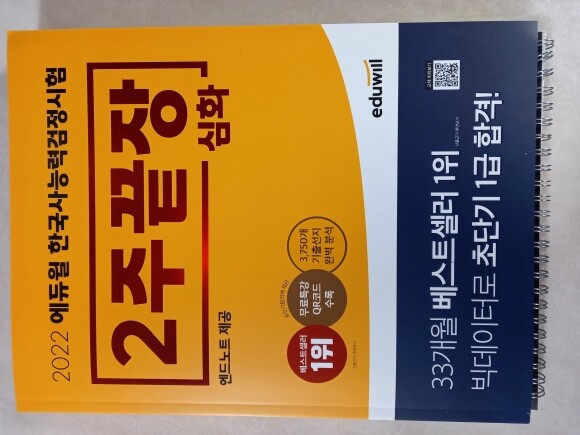 2022 에듀윌 한국사능력검정시험
2주끝장
심화
엔드노트 제공
베스트셀러
1위
무료특강
QR코드
수록
3,750개
기출선지
완벽 분석
eduwill
33개월 베스트셀러 1위
빅데이터로 초단기 1급 합격!